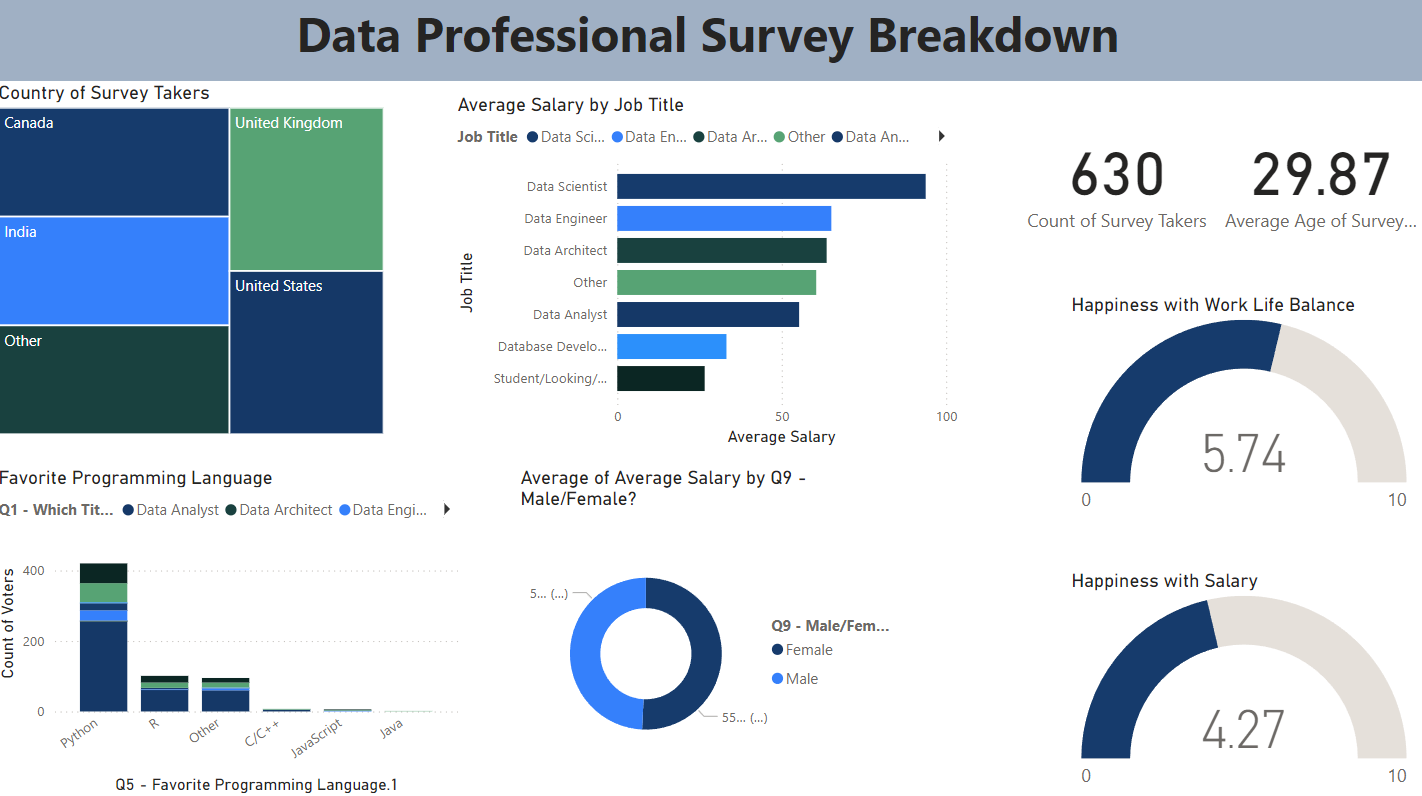 Data Professional Survey Breakdown
Country of Survey Takers
Canada
United Kingdom
India
United States
Other
Average Salary by Job Title
Job Title Data Sci... Data En... Data Ar... Other Data An...
Job Title
Data Scientist
Data Engineer
Data Architect
Other
Data Analyst
Database Develo...
Student/Looking/...
0 50 100
Average Salary
630
Count of Survey Takers
29.87
Average Age of Survey...
Happiness with Work Life Balance
5.74
0 10
Favorite Programming Language
Q1 - Which Tit... Data Analyst Data Architect Data Engi...
Count of Voters
400
200
0
Python R Other C/C++ JavaScript Java
Q5 - Favorite Programming Language.1
Average of Average Salary by Q9 -
Male/Female?
5... (...)
55... (...)
Q9 - Male/Fem...
Female
Male
Happiness with Salary
4.27
0 10